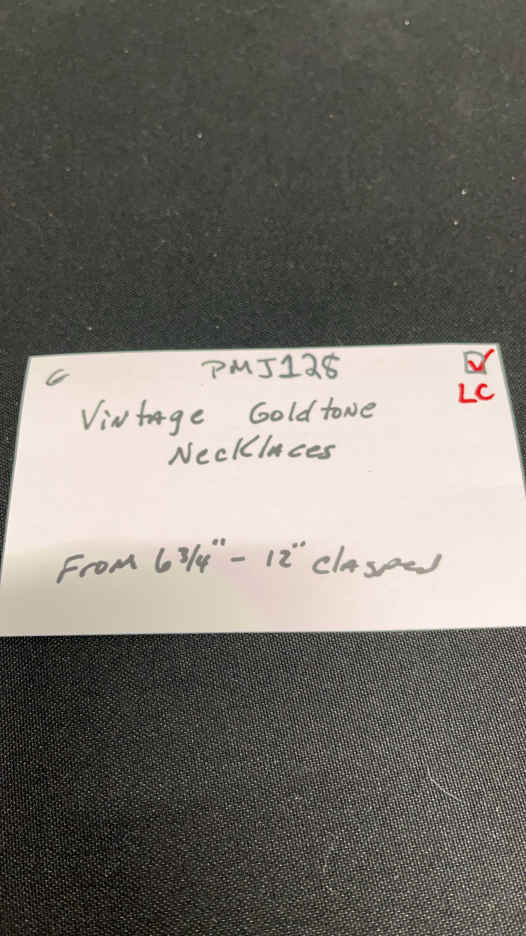 G PMJ128 ☑
LC
Vintage Goldtone
Necklaces
From 6 3/4" - 12" clasped